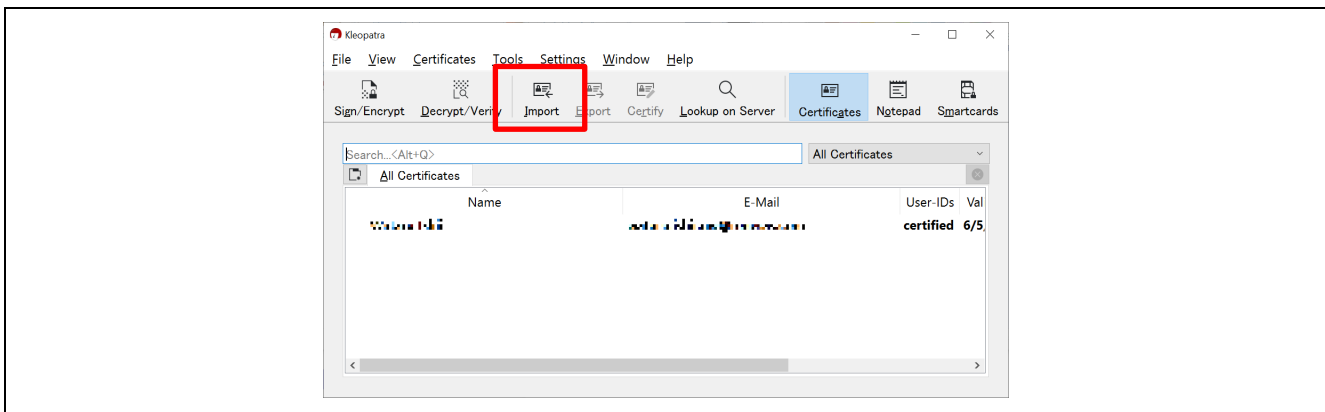 Kleopatra
File View Certificates Tools Settings Window Help
Sign/Encrypt Decrypt/Verify Import Export Certify Lookup on Server Certificates Notepad Smartcards
Search...<Alt+Q> All Certificates
All Certificates
Name E-Mail User-IDs Val
certified 6/5